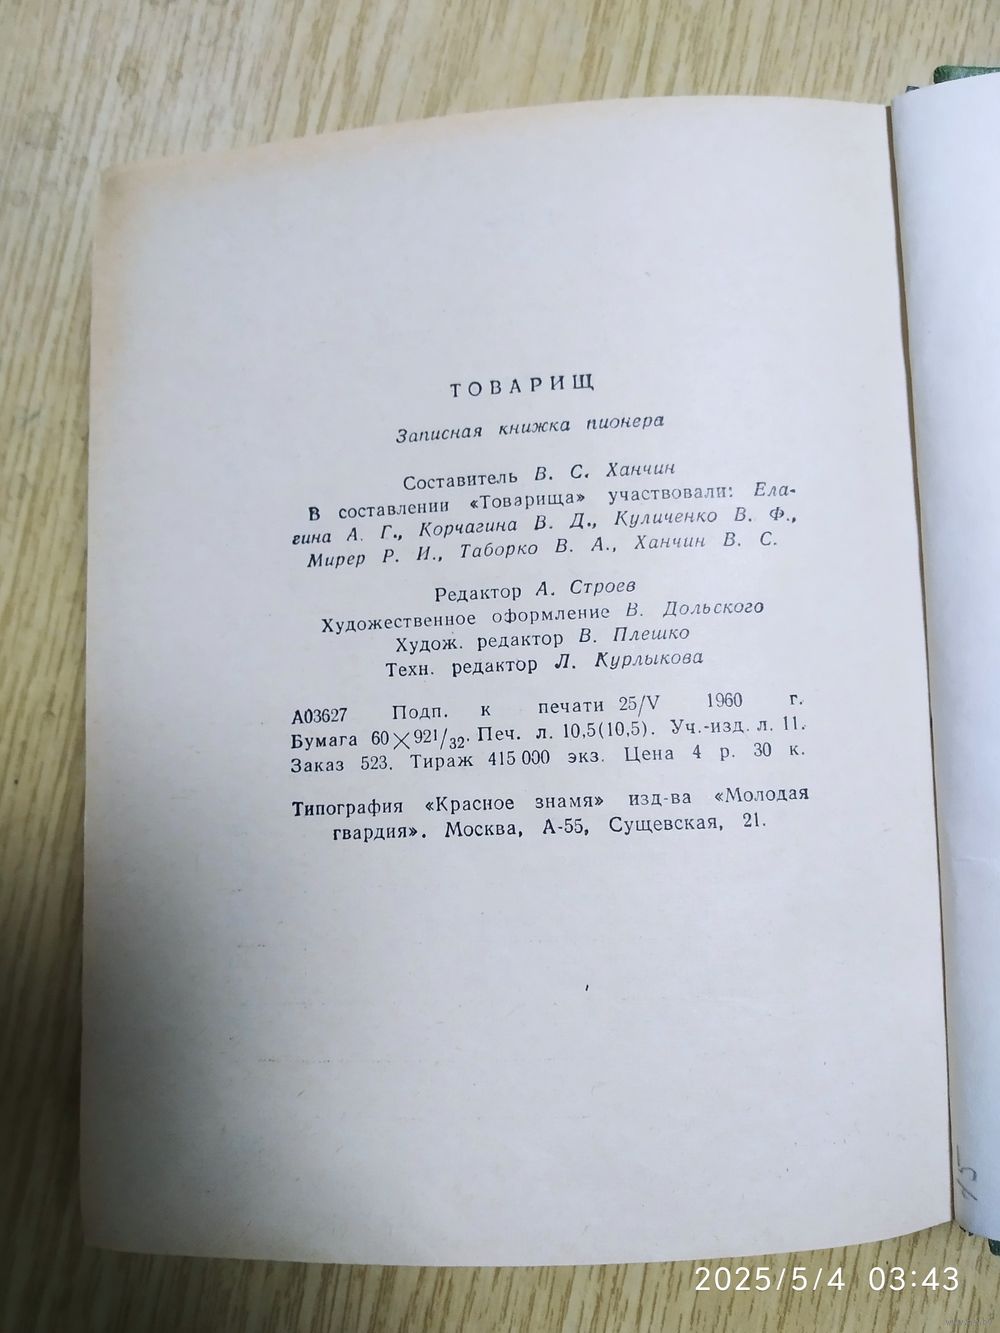 ТОВАРИЩ
Записная книжка пионера
Составитель В. С. Ханчин
В составлении «Товарища» участвовали: Ела-
гина А. Г., Корчагина В. Д., Куличенко В. Ф.,
Мирер Р. И., Таборко В. А., Ханчин В. С.
Редактор А. Строев
Художественное оформление В. Дольского
Худож. редактор В. Плешко
Техн. редактор Л. Курлыкова
А03627 Подп. к печати 25/V 1960 г.
Бумага 60×921/32. Печ. л. 10,5(10,5). Уч.-изд. л. 11.
Заказ 523. Тираж 415 000 экз. Цена 4 р. 30 к.
Типография «Красное знамя» изд-ва «Молодая
гвардия». Москва, А-55, Сущевская, 21.
15
2025/5/4 03:43